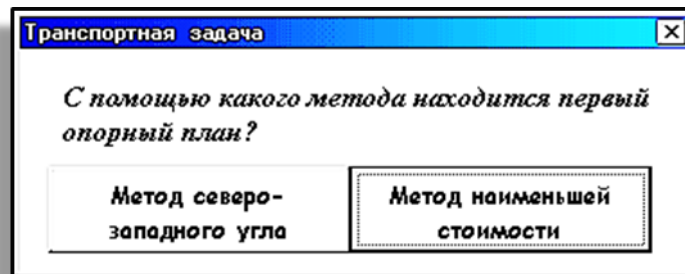 Транспортная задача
С помощью какого метода находится первый
опорный план?
Метод северо-
западного угла
Метод наименьшей
стоимости